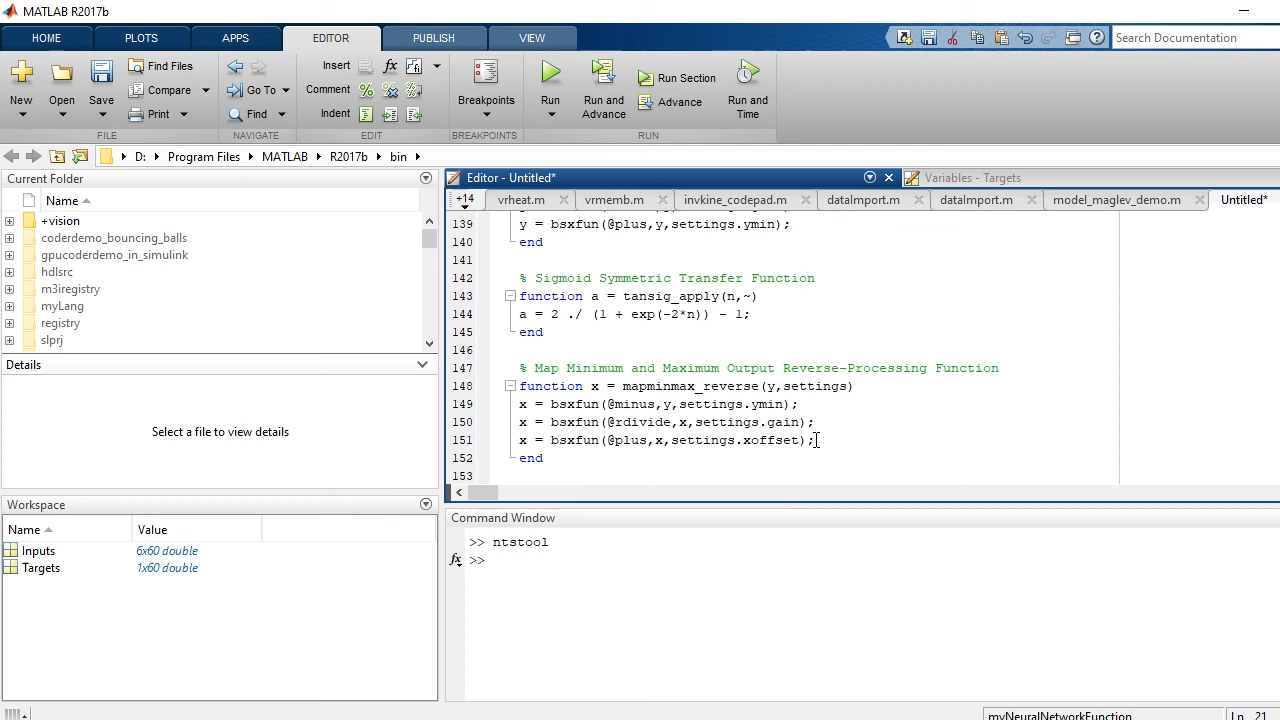 MATLAB R2017b
HOME PLOTS APPS EDITOR PUBLISH VIEW Search Documentation
New Open Save Find Files Compare Print
Go To Find
Insert fx
Comment
Indent
Breakpoints
Run Run and Advance Run Section Advance Run and Time
FILE NAVIGATE EDIT BREAKPOINTS RUN
D: Program Files MATLAB R2017b bin
Current Folder
Name
+vision
coderdemo_bouncing_balls
gpucoderdemo_in_simulink
hdlsrc
m3iregistry
myLang
registry
slprj
Details
Select a file to view details
Workspace
Name Value
Inputs 6x60 double
Targets 1x60 double
Editor - Untitled* Variables - Targets
+14 vrheat.m vrmemb.m invkine_codepad.m dataImport.m dataImport.m model_maglev_demo.m Untitled*
139 y = bsxfun(@plus,y,settings.ymin);
140 end
141
142 % Sigmoid Symmetric Transfer Function
143 function a = tansig_apply(n,~)
144 a = 2 ./ (1 + exp(-2*n)) - 1;
145 end
146
147 % Map Minimum and Maximum Output Reverse-Processing Function
148 function x = mapminmax_reverse(y,settings)
149 x = bsxfun(@minus,y,settings.ymin);
150 x = bsxfun(@rdivide,x,settings.gain);
151 x = bsxfun(@plus,x,settings.xoffset);
152 end
153
Command Window
>> ntstool
fx >>
myNeuralNetworkFunction Ln 21